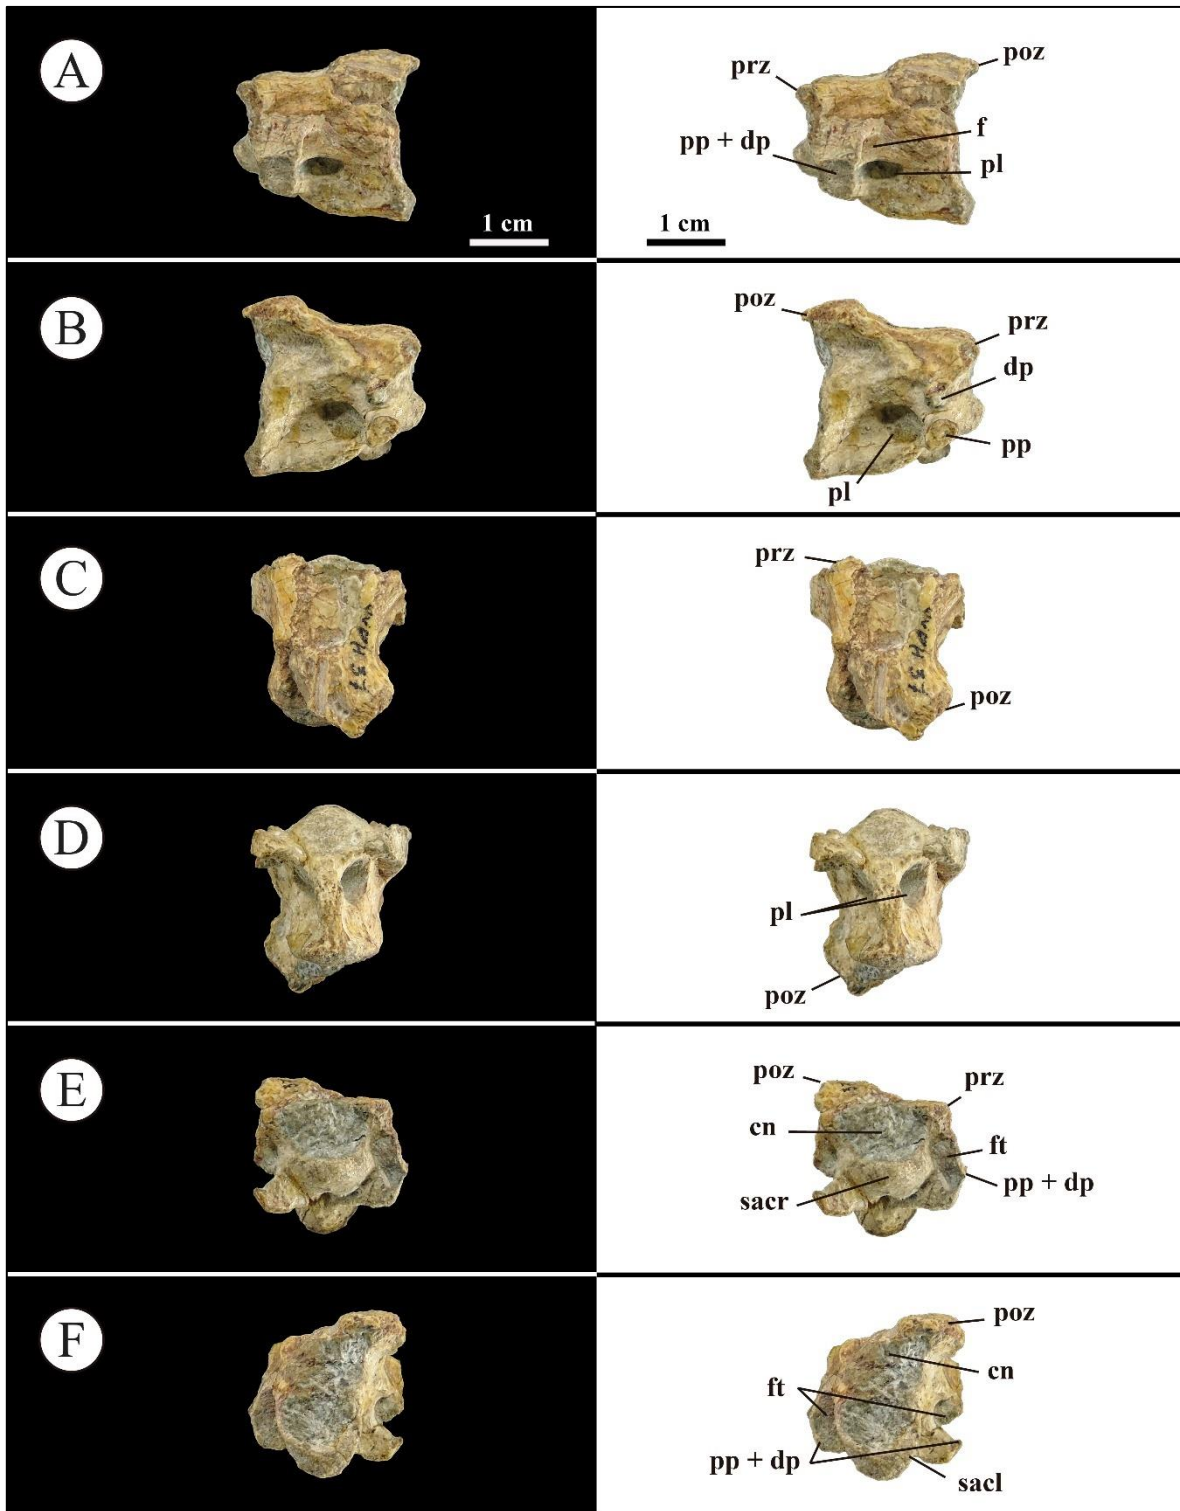 A
prz
poz
pp + dp
f
pl
1 cm
1 cm
B
poz
prz
dp
pp
pl
C
prz
poz
D
pl
poz
E
poz
prz
cn
ft
pp + dp
sacr
F
poz
cn
ft
pp + dp
sacl